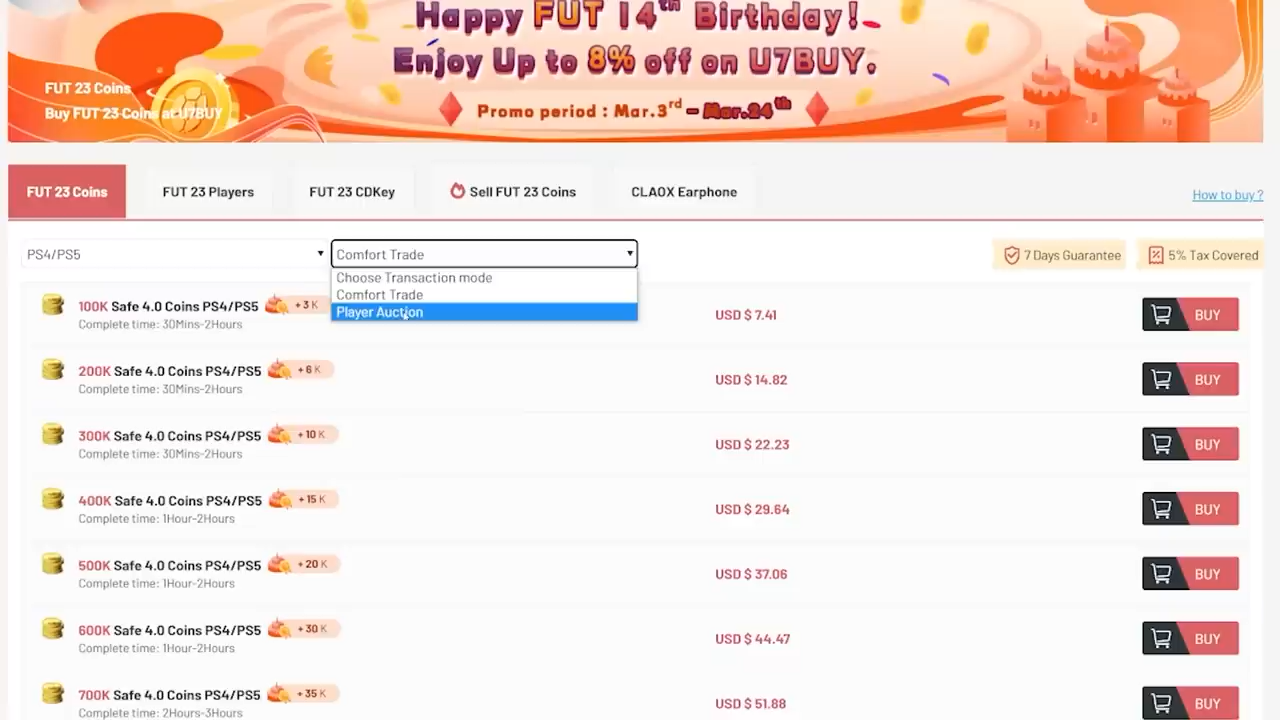 Happy FUT 14th Birthday!
Enjoy Up to 8% off on U7BUY.
FUT 23 Coins
Buy FUT 23 Coins at U7BUY
Promo period : Mar.3rd - Mar.24th
FUT 23 Coins
FUT 23 Players
FUT 23 CDKey
Sell FUT 23 Coins
CLAOX Earphone
How to buy ?
PS4/PS5
Comfort Trade
7 Days Guarantee
5% Tax Covered
Choose Transaction mode
Comfort Trade
Player Auction
100K Safe 4.0 Coins PS4/PS5 + 3 K
Complete time: 30Mins-2Hours
USD $ 7.41
BUY
200K Safe 4.0 Coins PS4/PS5 + 6 K
Complete time: 30Mins-2Hours
USD $ 14.82
BUY
300K Safe 4.0 Coins PS4/PS5 + 10 K
Complete time: 30Mins-2Hours
USD $ 22.23
BUY
400K Safe 4.0 Coins PS4/PS5 + 15 K
Complete time: 1Hour-2Hours
USD $ 29.64
BUY
500K Safe 4.0 Coins PS4/PS5 + 20 K
Complete time: 1Hour-2Hours
USD $ 37.06
BUY
600K Safe 4.0 Coins PS4/PS5 + 30 K
Complete time: 1Hour-2Hours
USD $ 44.47
BUY
700K Safe 4.0 Coins PS4/PS5 + 35 K
Complete time: 2Hours-3Hours
USD $ 51.88
BUY